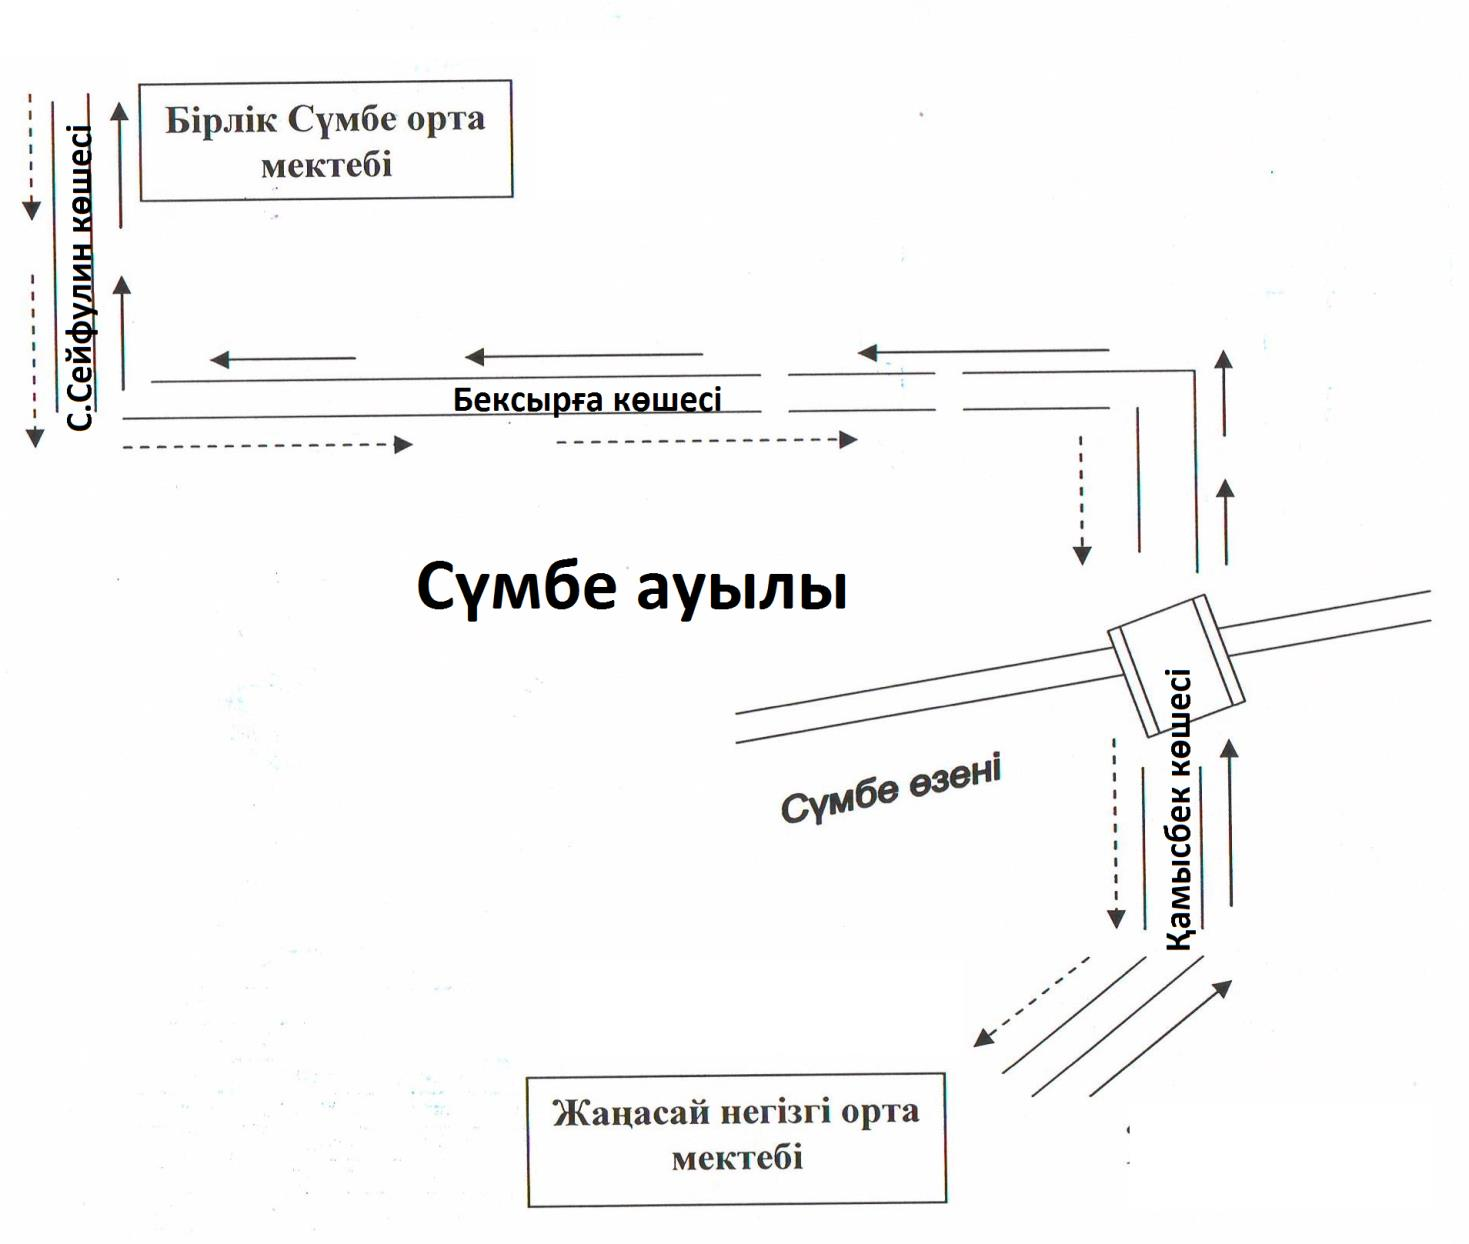 Бірлік Сүмбе орта
мектебі
С.Сейфулин көшесі
Бексырға көшесі
Сүмбе ауылы
Қамысбек көшесі
Сүмбе өзені
Жаңасай негізгі орта
мектебі